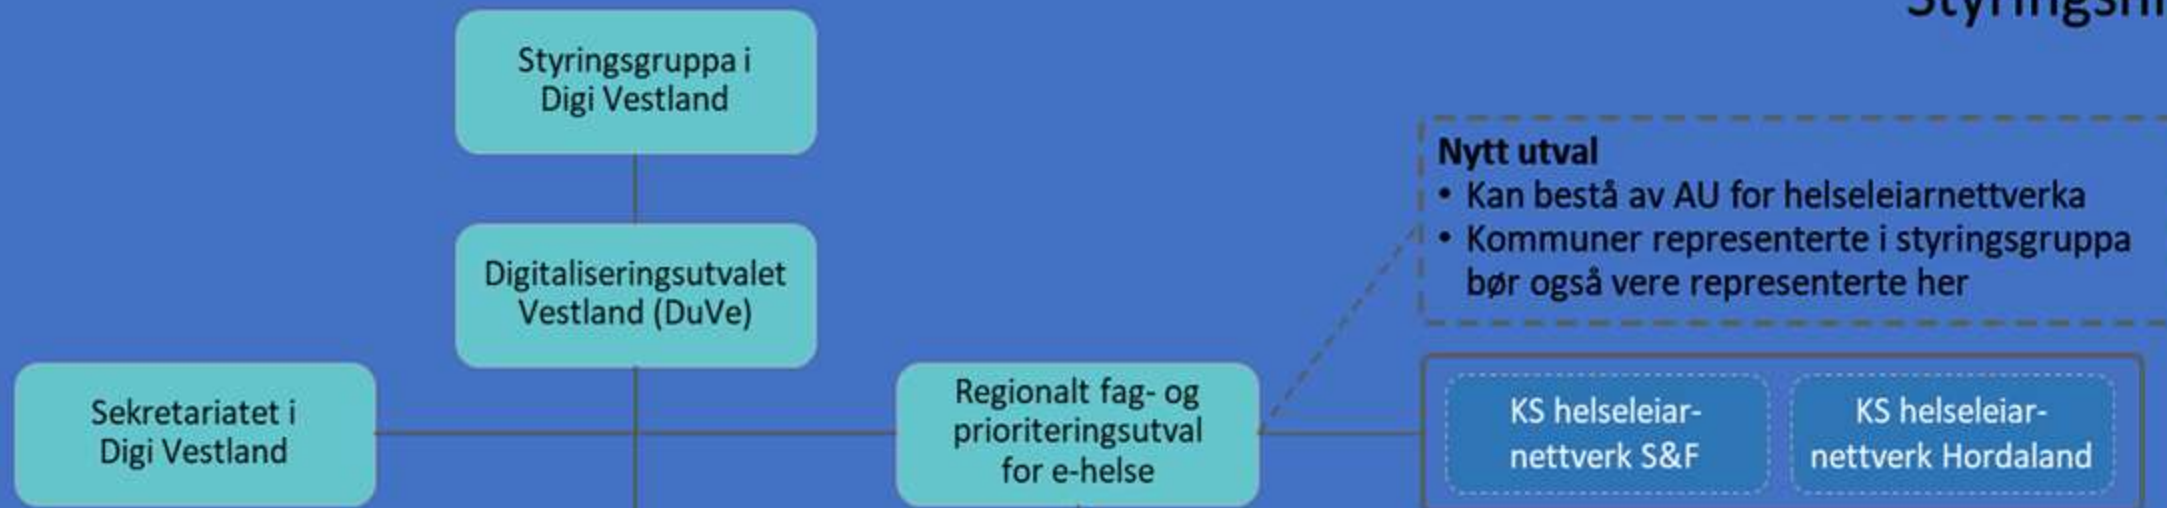 Styringsgruppa i
Digi Vestland
Nytt utval
• Kan bestå av AU for helseleiarnettverka
• Kommuner representerte i styringsgruppa
bør også vere representerte her
Digitaliseringsutvalet
Vestland (DuVe)
Sekretariatet i
Digi Vestland
Regionalt fag- og
prioriteringsutval
for e-helse
KS helseleiar-
nettverk S&F
KS helseleiar-
nettverk Hordaland